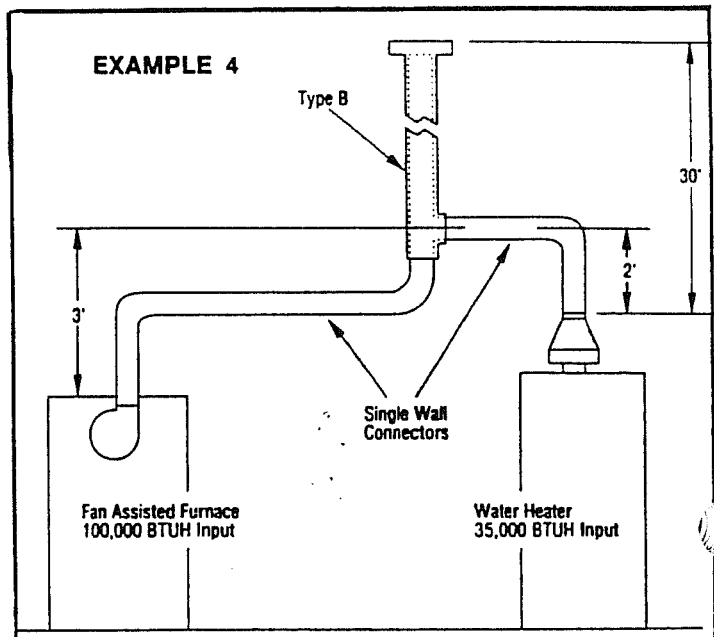 EXAMPLE 4
Type B
30'
3'
2'
Single Wall
Connectors
Fan Assisted Furnace
100,000 BTUH Input
Water Heater
35,000 BTUH Input